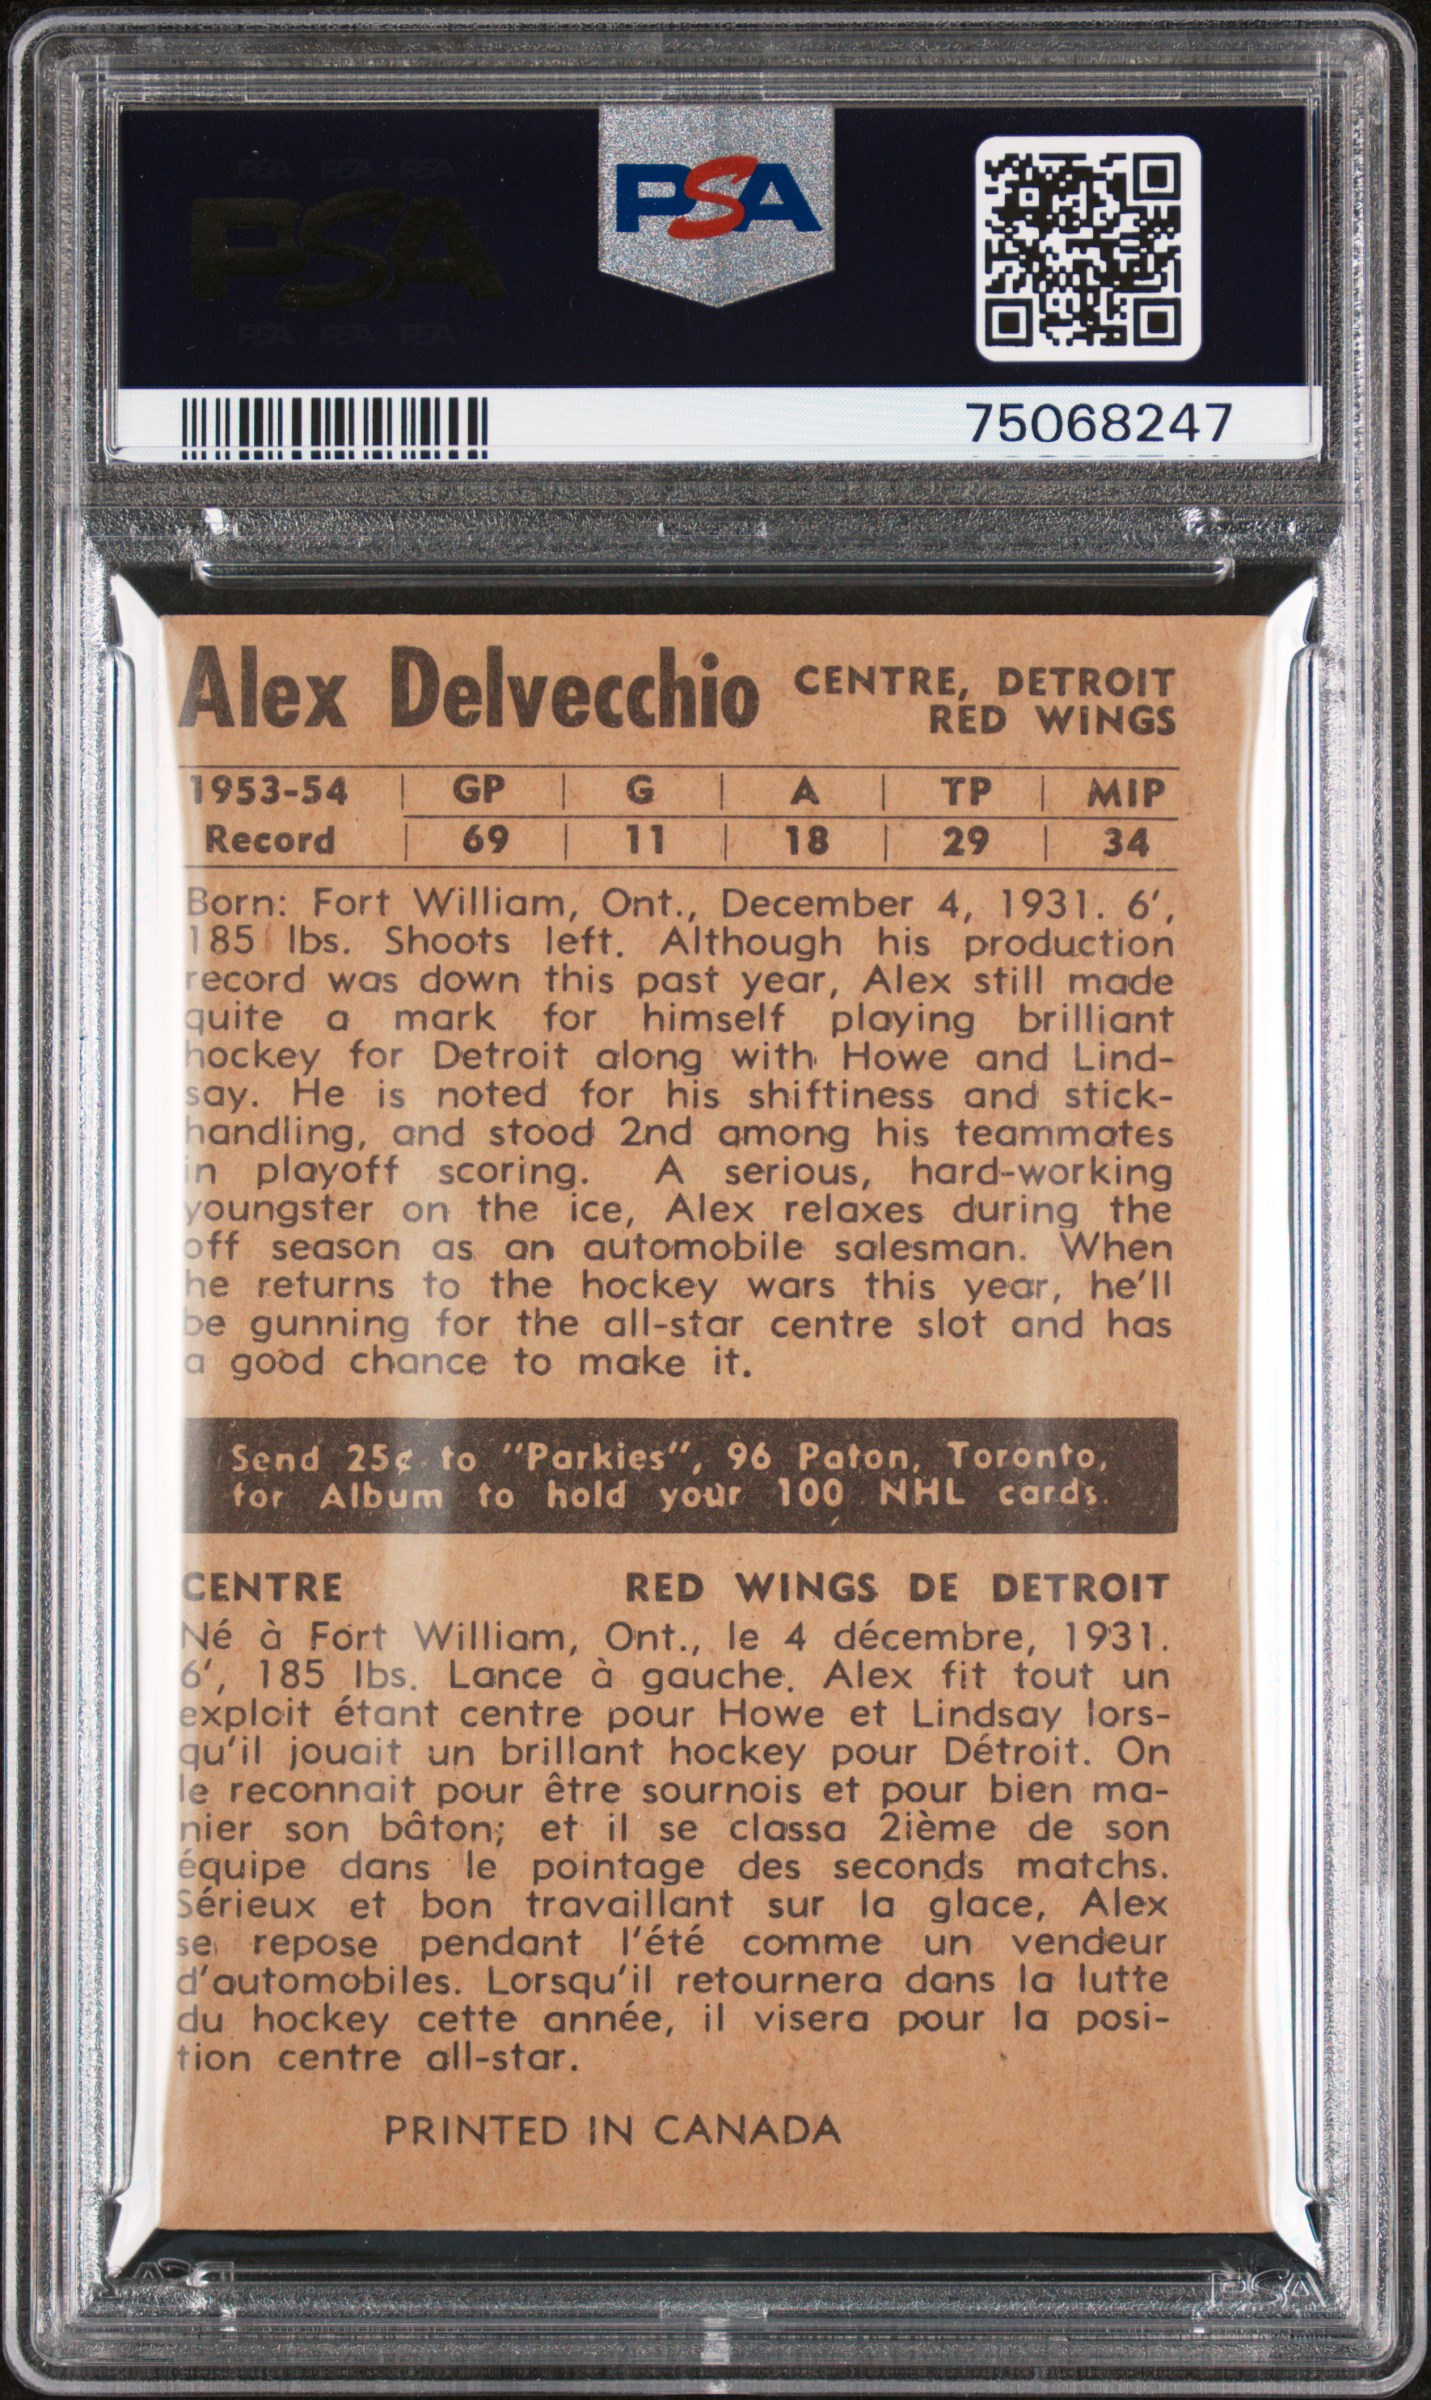 PSA PSA PSA
PSA
PSA PSA PSA
PSA
75068247
Alex Delvecchio CENTRE, DETROIT
RED WINGS
1953-54 | GP | G | A | TP | MIP
Record | 69 | 11 | 18 | 29 | 34
Born: Fort William, Ont., December 4, 1931. 6',
185 lbs. Shoots left. Although his production
record was down this past year, Alex still made
quite a mark for himself playing brilliant
hockey for Detroit along with Howe and Lind-
say. He is noted for his shiftiness and stick-
handling, and stood 2nd among his teammates
in playoff scoring. A serious, hard-working
youngster on the ice, Alex relaxes during the
off season as an automobile salesman. When
he returns to the hockey wars this year, he'll
be gunning for the all-star centre slot and has
a good chance to make it.
Send 25¢ to "Parkies", 96 Paton, Toronto,
for Album to hold your 100 NHL cards.
CENTRE RED WINGS DE DETROIT
Né à Fort William, Ont., le 4 décembre, 1931.
6', 185 lbs. Lance à gauche. Alex fit tout un
exploit étant centre pour Howe et Lindsay lors-
qu'il jouait un brillant hockey pour Détroit. On
le reconnait pour être sournois et pour bien ma-
nier son bâton; et il se classa 2ième de son
équipe dans le pointage des seconds matchs.
Sérieux et bon travaillant sur la glace, Alex
se repose pendant l'été comme un vendeur
d'automobiles. Lorsqu'il retournera dans la lutte
du hockey cette année, il visera pour la posi-
tion centre all-star.
PRINTED IN CANADA
PSA